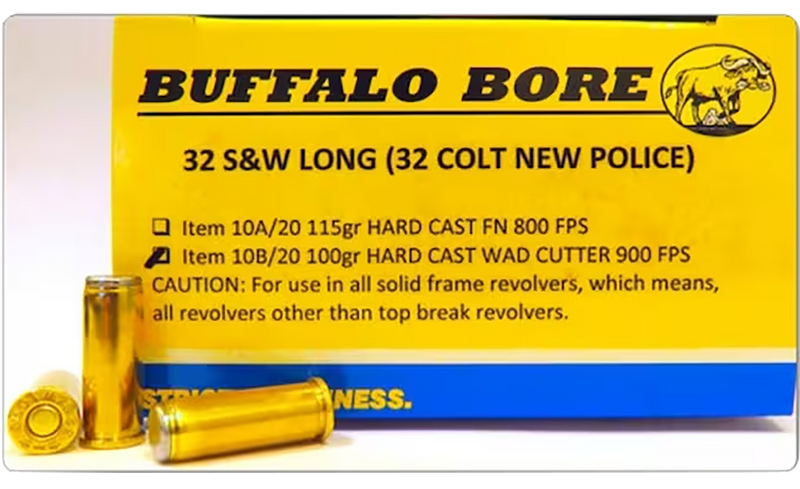 BUFFALO BORE
32 S&W LONG (32 COLT NEW POLICE)
Item 10A/20 115gr HARD CAST FN 800 FPS
Item 10B/20 100gr HARD CAST WAD CUTTER 900 FPS
CAUTION: For use in all solid frame revolvers, which means,
all revolvers other than top break revolvers.